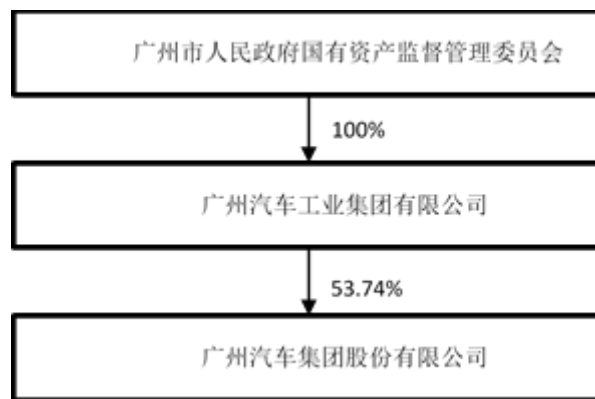 广州市人民政府国有资产监督管理委员会
100%
广州汽车工业集团有限公司
53.74%
广州汽车集团股份有限公司